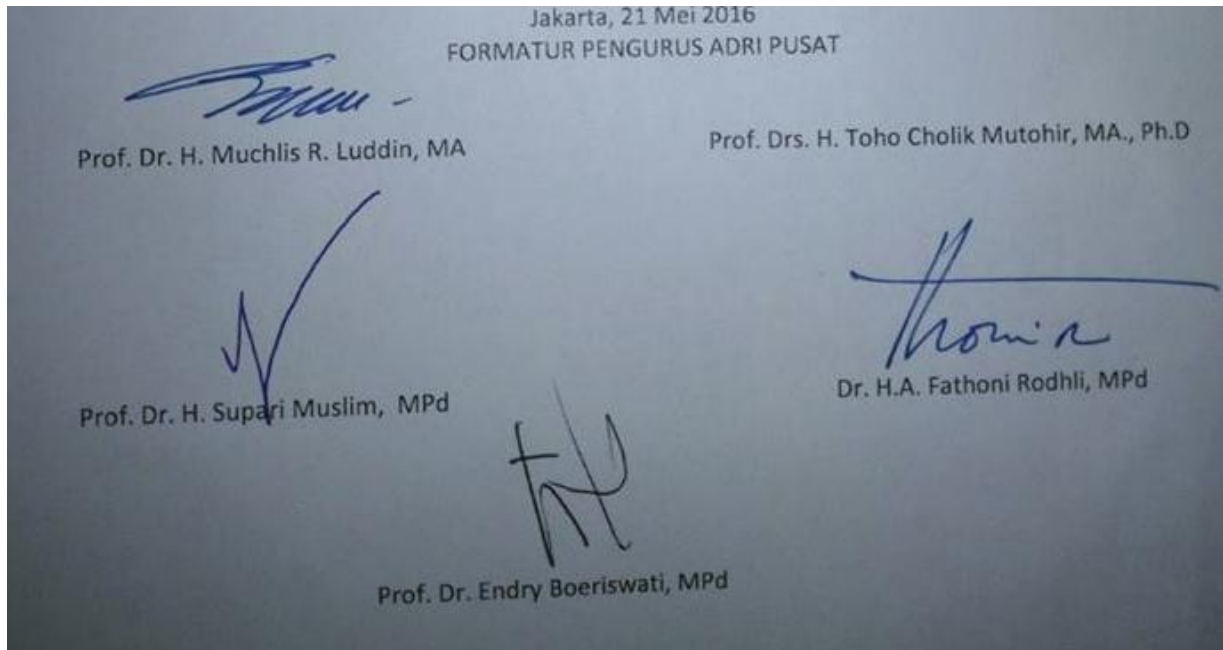 Jakarta, 21 Mei 2016
FORMATUR PENGURUS ADRI PUSAT
Prof. Dr. H. Muchlis R. Luddin, MA
Prof. Drs. H. Toho Cholik Mutohir, MA., Ph.D
Prof. Dr. H. Supari Muslim, MPd
Dr. H.A. Fathoni Rodhli, MPd
Prof. Dr. Endry Boeriswati, MPd